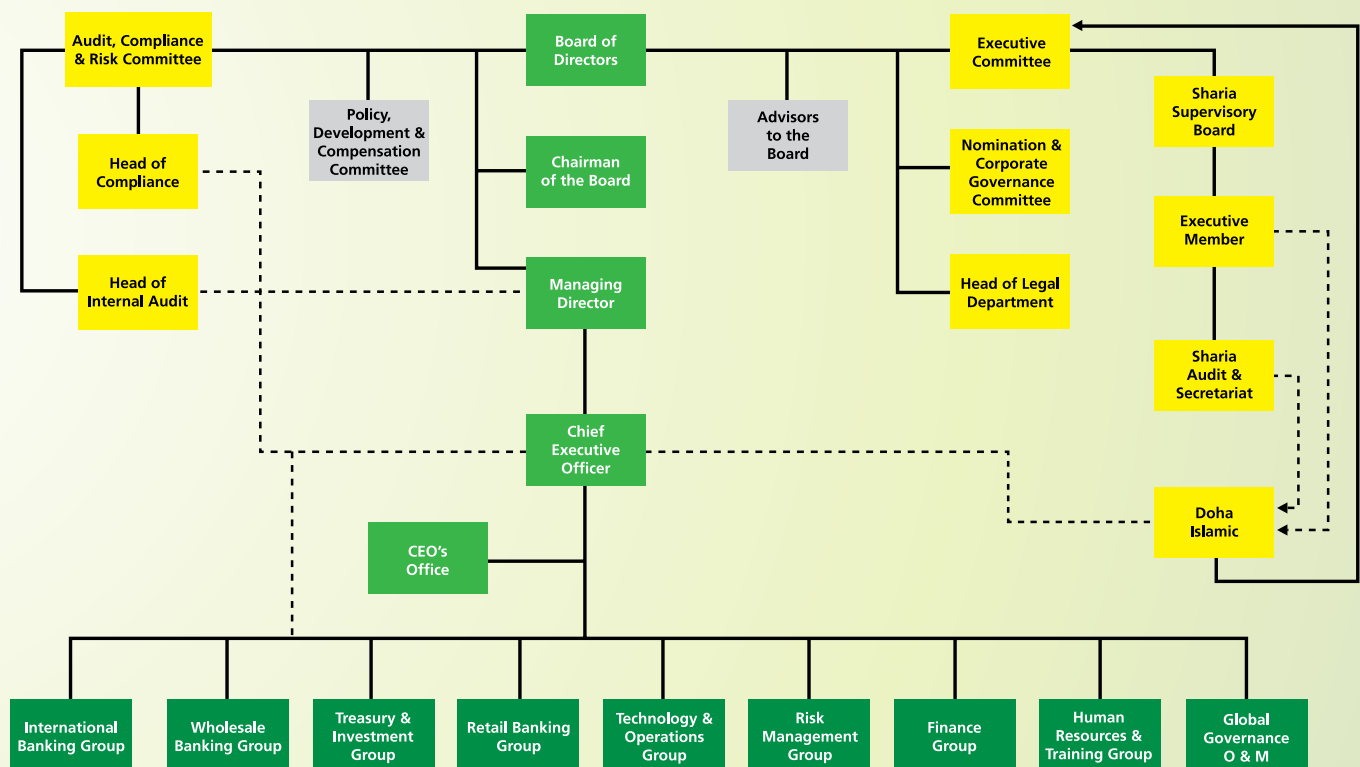 Audit, Compliance
& Risk Committee
Board of
Directors
Executive
Committee
Policy,
Development &
Compensation
Committee
Advisors
to the
Board
Sharia
Supervisory
Board
Head of
Compliance
Chairman
of the Board
Nomination &
Corporate
Governance
Committee
Executive
Member
Head of
Internal Audit
Managing
Director
Head of Legal
Department
Sharia
Audit &
Secretariat
Chief
Executive
Officer
Doha
Islamic
CEO's
Office
International
Banking Group
Wholesale
Banking Group
Treasury &
Investment
Group
Retail Banking
Group
Technology &
Operations
Group
Risk
Management
Group
Finance
Group
Human
Resources &
Training Group
Global
Governance
O & M